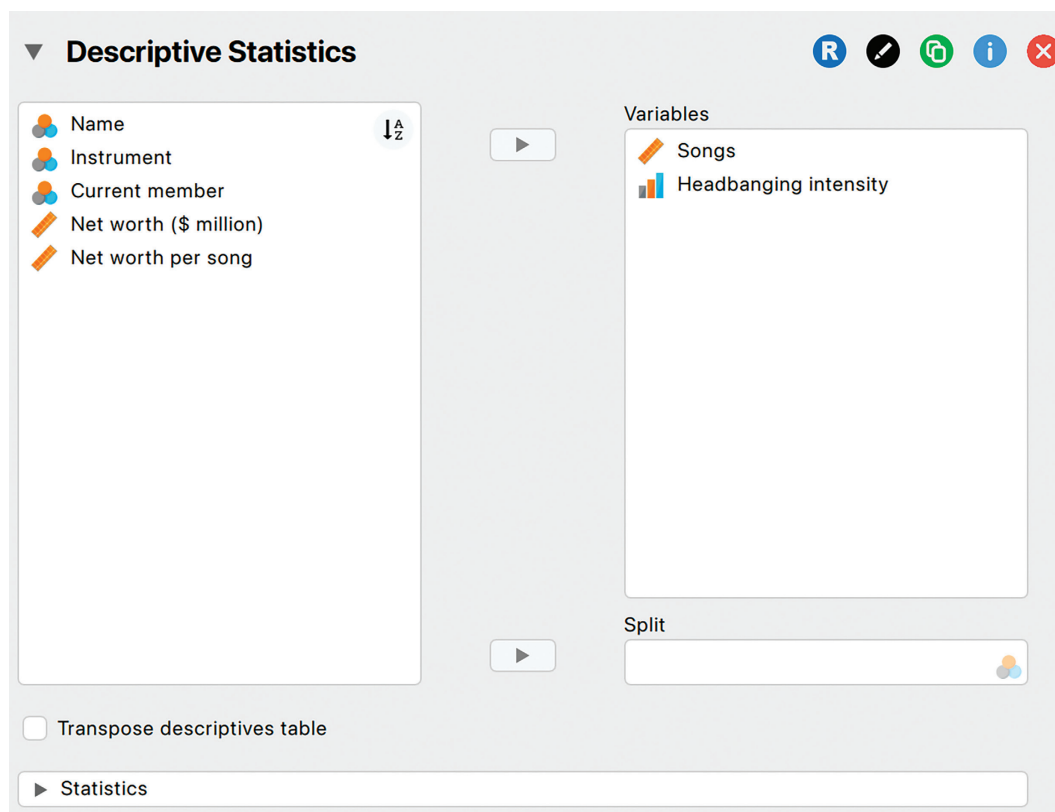 Descriptive Statistics
R
i
Name
Instrument
Current member
Net worth ($ million)
Net worth per song
A
Z
Variables
Songs
Headbanging intensity
Split
Transpose descriptives table
Statistics